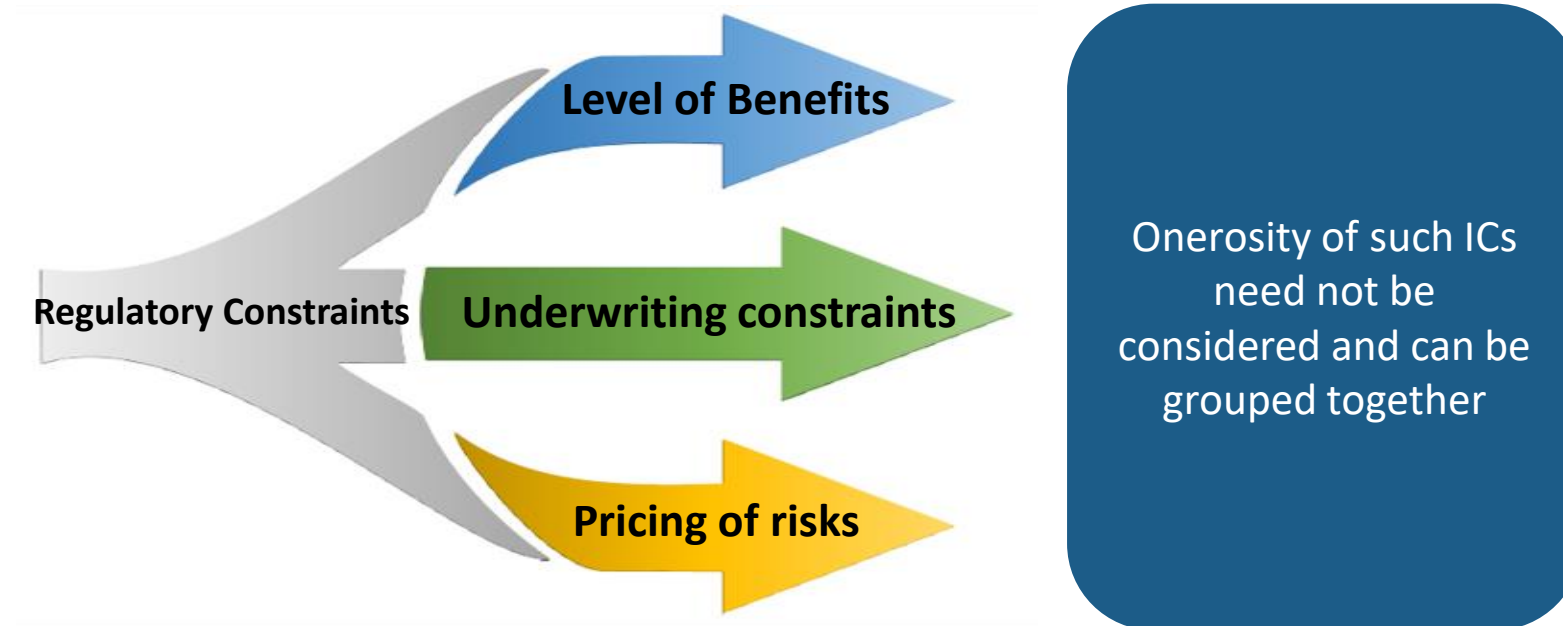 Regulatory Constraints
Level of Benefits
Underwriting constraints
Pricing of risks
Onerosity of such ICs
need not be
considered and can be
grouped together